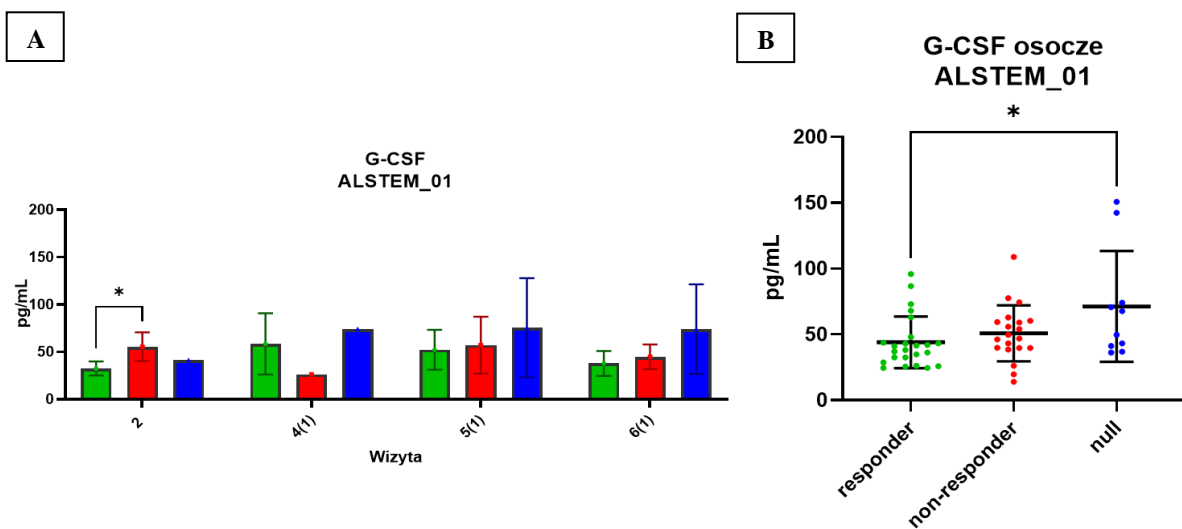 A
G-CSF
ALSTEM_01
pg/mL
200
150
100
50
0
*
2
4(1)
5(1)
6(1)
Wizyta
B
G-CSF osocze
ALSTEM_01
*
pg/mL
200
150
100
50
0
responder
non-responder
null